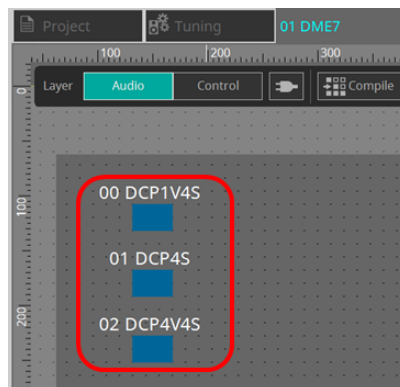 Project Tuning 01 DME7
100 200 300
0 Layer Audio Control Compile
00 DCP1V4S
100
01 DCP4S
02 DCP4V4S
200